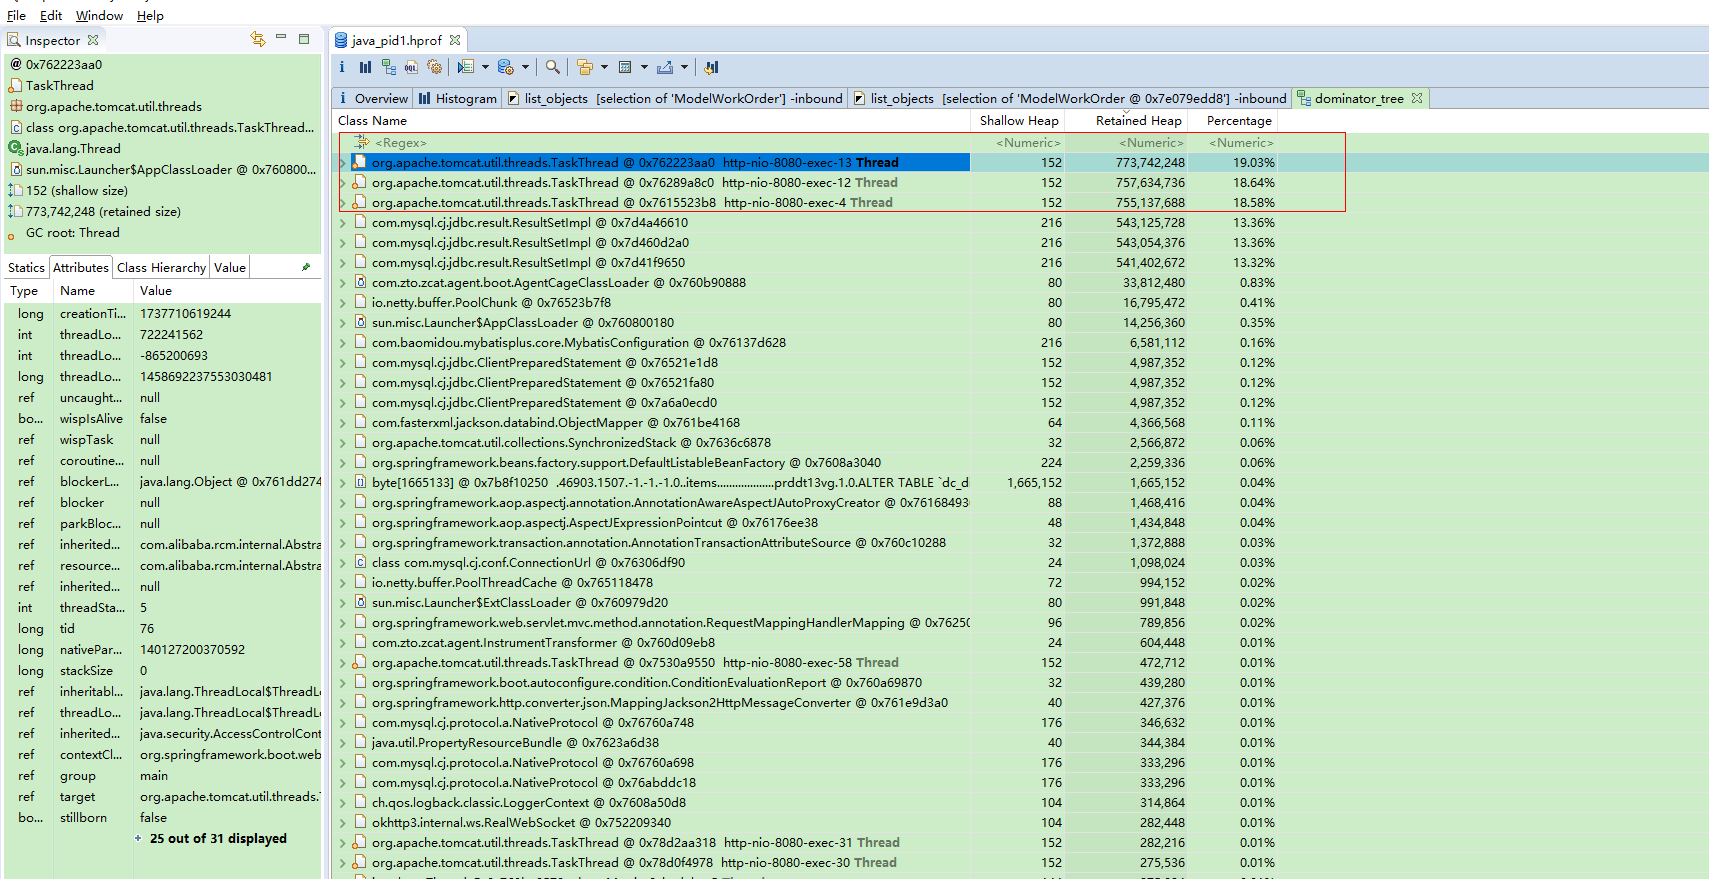 File Edit Window Help
Inspector
@ 0x762223aa0
TaskThread
org.apache.tomcat.util.threads
class org.apache.tomcat.util.threads.TaskThread...
java.lang.Thread
sun.misc.Launcher$AppClassLoader @ 0x760800...
152 (shallow size)
773,742,248 (retained size)
GC root: Thread
Statics Attributes Class Hierarchy Value
Type Name Value
long creationTi... 1737710619244
int threadLo... 722241562
int threadLo... -865200693
long threadLo... 1458692237553030481
ref uncaught... null
bo... wispIsAlive false
ref wispTask null
ref coroutine... null
ref blockerL... java.lang.Object @ 0x761dd274
ref blocker null
ref parkBloc... null
ref inherited... com.alibaba.rcm.internal.Abstra
ref resource... com.alibaba.rcm.internal.Abstra
ref inherited... null
int threadSta... 5
long tid 76
long nativePar... 140127200370592
long stackSize 0
ref inheritabl... java.lang.ThreadLocal$ThreadL
ref threadLo... java.lang.ThreadLocal$ThreadL
ref inherited... java.security.AccessControlCont
ref contextCl... org.springframework.boot.web
ref group main
ref target org.apache.tomcat.util.threads.
bo... stillborn false
25 out of 31 displayed
java_pid1.hprof
Overview Histogram list_objects [selection of 'ModelWorkOrder'] -inbound list_objects [selection of 'ModelWorkOrder @ 0x7e079edd8'] -inbound dominator_tree
Class Name Shallow Heap Retained Heap Percentage
<Regex> <Numeric> <Numeric> <Numeric>
org.apache.tomcat.util.threads.TaskThread @ 0x762223aa0 http-nio-8080-exec-13 Thread 152 773,742,248 19.03%
org.apache.tomcat.util.threads.TaskThread @ 0x76289a8c0 http-nio-8080-exec-12 Thread 152 757,634,736 18.64%
org.apache.tomcat.util.threads.TaskThread @ 0x7615523b8 http-nio-8080-exec-4 Thread 152 755,137,688 18.58%
com.mysql.cj.jdbc.result.ResultSetImpl @ 0x7d4a46610 216 543,125,728 13.36%
com.mysql.cj.jdbc.result.ResultSetImpl @ 0x7d460d2a0 216 543,054,376 13.36%
com.mysql.cj.jdbc.result.ResultSetImpl @ 0x7d41f9650 216 541,402,672 13.32%
com.zto.zcat.agent.boot.AgentCageClassLoader @ 0x760b90888 80 33,812,480 0.83%
io.netty.buffer.PoolChunk @ 0x76523b7f8 40 16,795,472 0.41%
sun.misc.Launcher$AppClassLoader @ 0x760800180 80 14,256,360 0.35%
com.baomidou.mybatisplus.core.MybatisConfiguration @ 0x76137d628 216 6,581,112 0.16%
com.mysql.cj.jdbc.ClientPreparedStatement @ 0x76521e1d8 152 4,987,352 0.12%
com.mysql.cj.jdbc.ClientPreparedStatement @ 0x76521fa80 152 4,987,352 0.12%
com.mysql.cj.jdbc.ClientPreparedStatement @ 0x7a6a0ecd0 152 4,987,352 0.12%
com.fasterxml.jackson.databind.ObjectMapper @ 0x761be4168 64 4,366,568 0.11%
org.apache.tomcat.util.collections.SynchronizedStack @ 0x7636c6878 32 2,566,872 0.06%
org.springframework.beans.factory.support.DefaultListableBeanFactory @ 0x7608a3040 224 2,259,336 0.06%
byte[1665133] @ 0x7b8f10250 .46903.1507.-1.-1.-1.0..items...................prddt13vg.1.0.ALTER TABLE `dc_d 1,665,152 1,665,152 0.04%
org.springframework.aop.aspectj.annotation.AnnotationAwareAspectJAutoProxyCreator @ 0x76168493 88 1,468,416 0.04%
org.springframework.aop.aspectj.AspectJExpressionPointcut @ 0x76176ee38 48 1,434,848 0.04%
org.springframework.transaction.annotation.AnnotationTransactionAttributeSource @ 0x760c10288 32 1,372,888 0.03%
class com.mysql.cj.conf.ConnectionUrl @ 0x76306df90 24 1,098,024 0.03%
io.netty.buffer.PoolThreadCache @ 0x765118478 72 994,152 0.02%
sun.misc.Launcher$ExtClassLoader @ 0x760979d20 80 991,848 0.02%
org.springframework.web.servlet.mvc.method.annotation.RequestMappingHandlerMapping @ 0x7625 96 789,856 0.02%
com.zto.zcat.agent.InstrumentTransformer @ 0x760d09eb8 24 604,448 0.01%
org.apache.tomcat.util.threads.TaskThread @ 0x7530a9550 http-nio-8080-exec-58 Thread 152 472,712 0.01%
org.springframework.boot.autoconfigure.condition.ConditionEvaluationReport @ 0x760a69870 32 439,280 0.01%
org.springframework.http.converter.json.MappingJackson2HttpMessageConverter @ 0x761e9d3a0 40 427,376 0.01%
com.mysql.cj.protocol.a.NativeProtocol @ 0x76760a748 176 346,632 0.01%
java.util.PropertyResourceBundle @ 0x7623a6d38 40 344,384 0.01%
com.mysql.cj.protocol.a.NativeProtocol @ 0x76760a698 176 333,296 0.01%
com.mysql.cj.protocol.a.NativeProtocol @ 0x76abddc18 176 333,296 0.01%
ch.qos.logback.classic.LoggerContext @ 0x7608a50d8 104 314,864 0.01%
okhttp3.internal.ws.RealWebSocket @ 0x752209340 104 282,448 0.01%
org.apache.tomcat.util.threads.TaskThread @ 0x78d2aa318 http-nio-8080-exec-31 Thread 152 282,216 0.01%
org.apache.tomcat.util.threads.TaskThread @ 0x78d0f4978 http-nio-8080-exec-30 Thread 152 275,536 0.01%